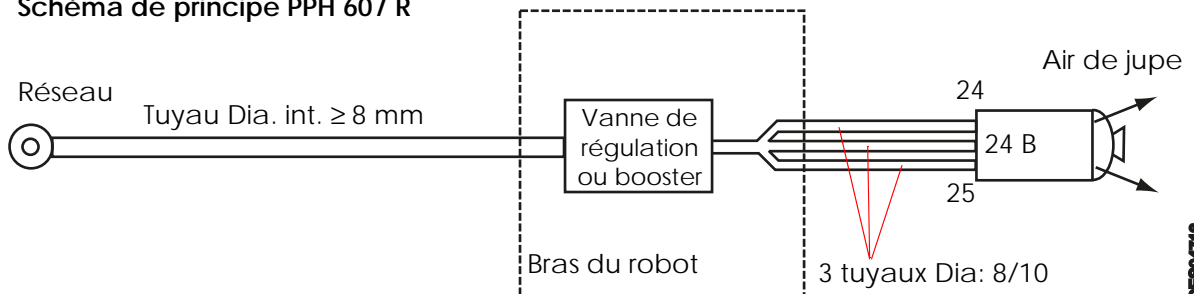 Schéma de principe PPH 607 R
Réseau
Tuyau Dia. int. ≥ 8 mm
Vanne de
régulation
ou booster
Bras du robot
24
24 B
25
Air de jupe
3 tuyaux Dia: 8/10